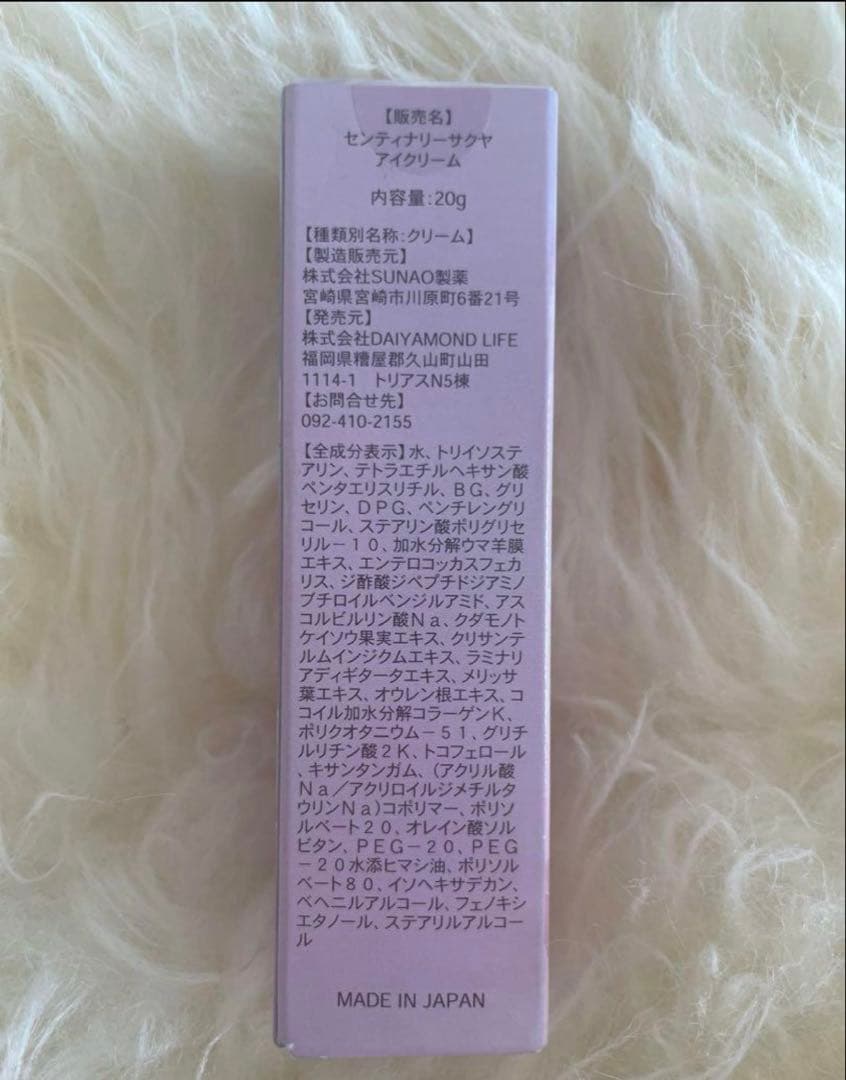 【販売名】
センティナリーサクヤ
アイクリーム
内容量:20g
【種類別名称:クリーム】
【製造販売元】
株式会社SUNAO製薬
宮崎県宮崎市川原町6番21号
【発売元】
株式会社DAIYAMOND LIFE
福岡県糟屋郡久山町山田
1114-1 トリアスN5棟
【お問合せ先】
092-410-2155
【全成分表示】水、トリイソステ
アリン、テトラエチルヘキサン酸
ペンタエリスリチル、BG、グリ
セリン、DPG、ペンチレングリ
コール、ステアリン酸ポリグリセ
リル-10、加水分解ウマ羊膜
エキス、エンテロコッカスフェカ
リス、ジ酢酸ジペプチドジアミノ
ブチロイルベンジルアミド、アス
コルビルリン酸Na、クダモノト
ケイソウ果実エキス、クリサンテ
ルムインジクムエキス、ラミナリ
アディギタータエキス、メリッサ
葉エキス、オウレン根エキス、コ
コイル加水分解コラーゲンK、
ポリクオタニウム-51、グリチ
ルリチン酸2K、トコフェロール
、キサンタンガム、(アクリル酸
Na/アクリロイルジメチルタ
ウリンNa)コポリマー、ポリソ
ルベート20、オレイン酸ソル
ビタン、PEG-20、PEG
-20水添ヒマシ油、ポリソル
ベート80、イソヘキサデカン、
ベヘニルアルコール、フェノキシ
エタノール、ステアリルアルコー
ル
MADE IN JAPAN